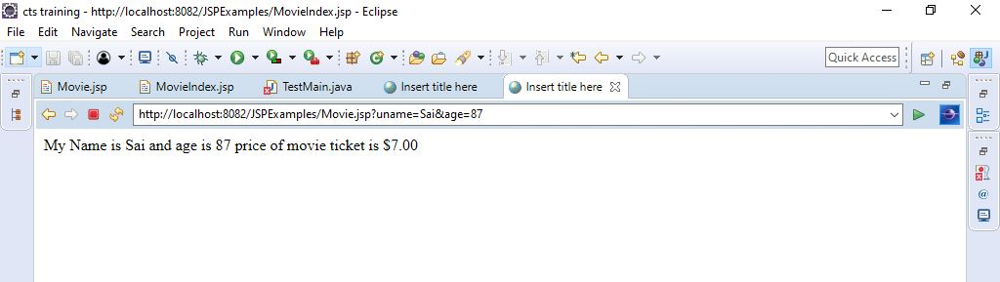 cts training - http://localhost:8082/JSPExamples/MovieIndex.jsp - Eclipse
File Edit Navigate Search Project Run Window Help
Quick Access
Movie.jsp MovieIndex.jsp TestMain.java Insert title here Insert title here
http://localhost:8082/JSPExamples/Movie.jsp?uname=Sai&age=87
My Name is Sai and age is 87 price of movie ticket is $7.00